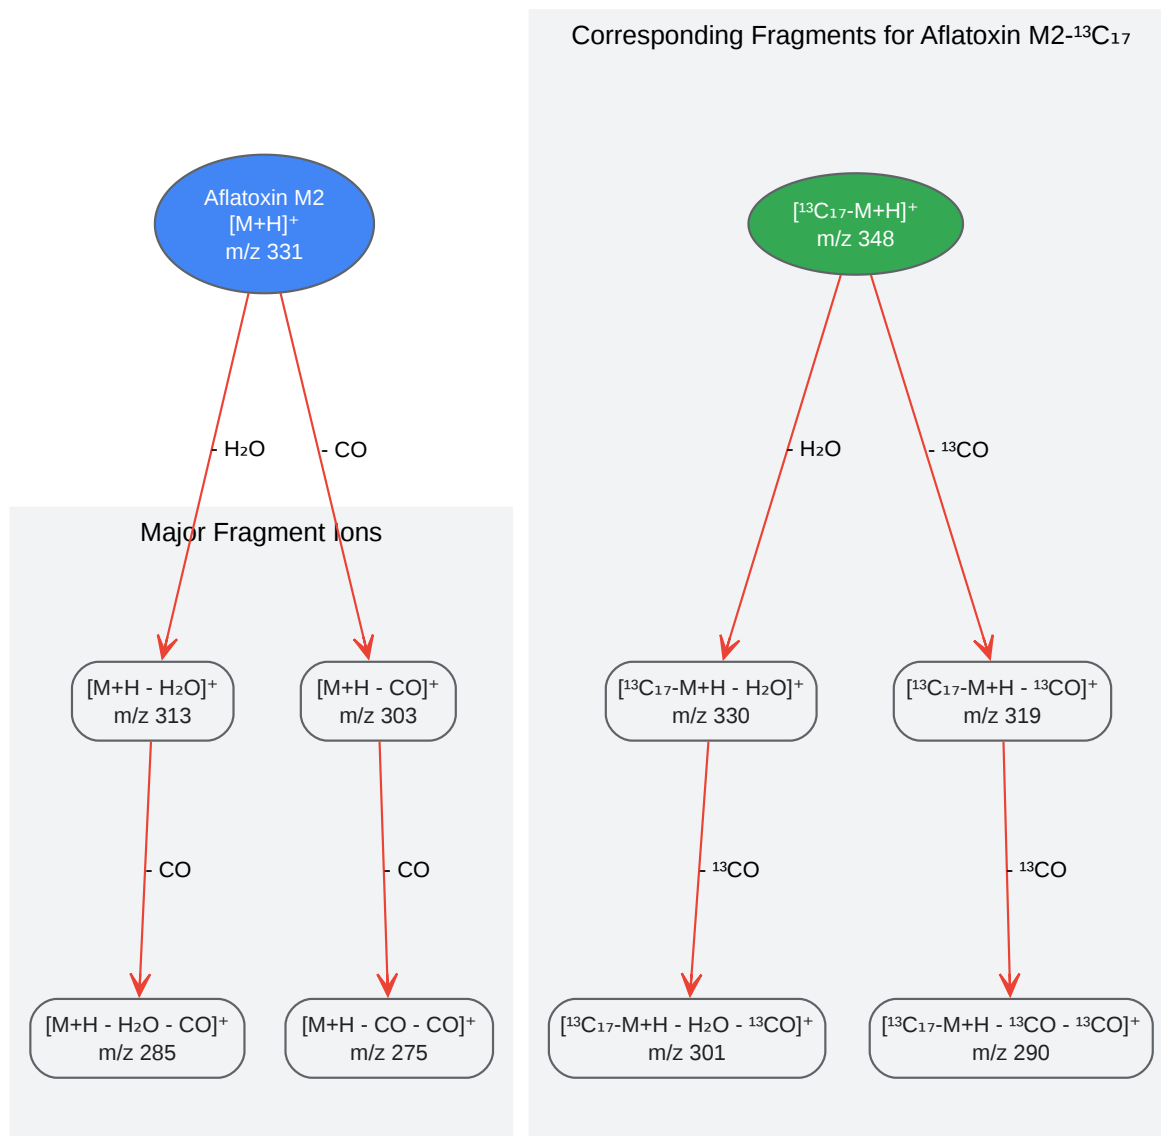 Corresponding Fragments for Aflatoxin M2-¹³C₁₇
Aflatoxin M2
[M+H]⁺
m/z 331
[¹³C₁₇-M+H]⁺
m/z 348
- H₂O
- CO
- H₂O
- ¹³CO
Major Fragment Ions
[M+H - H₂O]⁺
m/z 313
[M+H - CO]⁺
m/z 303
[¹³C₁₇-M+H - H₂O]⁺
m/z 330
[¹³C₁₇-M+H - ¹³CO]⁺
m/z 319
- CO
- CO
- ¹³CO
- ¹³CO
[M+H - H₂O - CO]⁺
m/z 285
[M+H - CO - CO]⁺
m/z 275
[¹³C₁₇-M+H - H₂O - ¹³CO]⁺
m/z 301
[¹³C₁₇-M+H - ¹³CO - ¹³CO]⁺
m/z 290